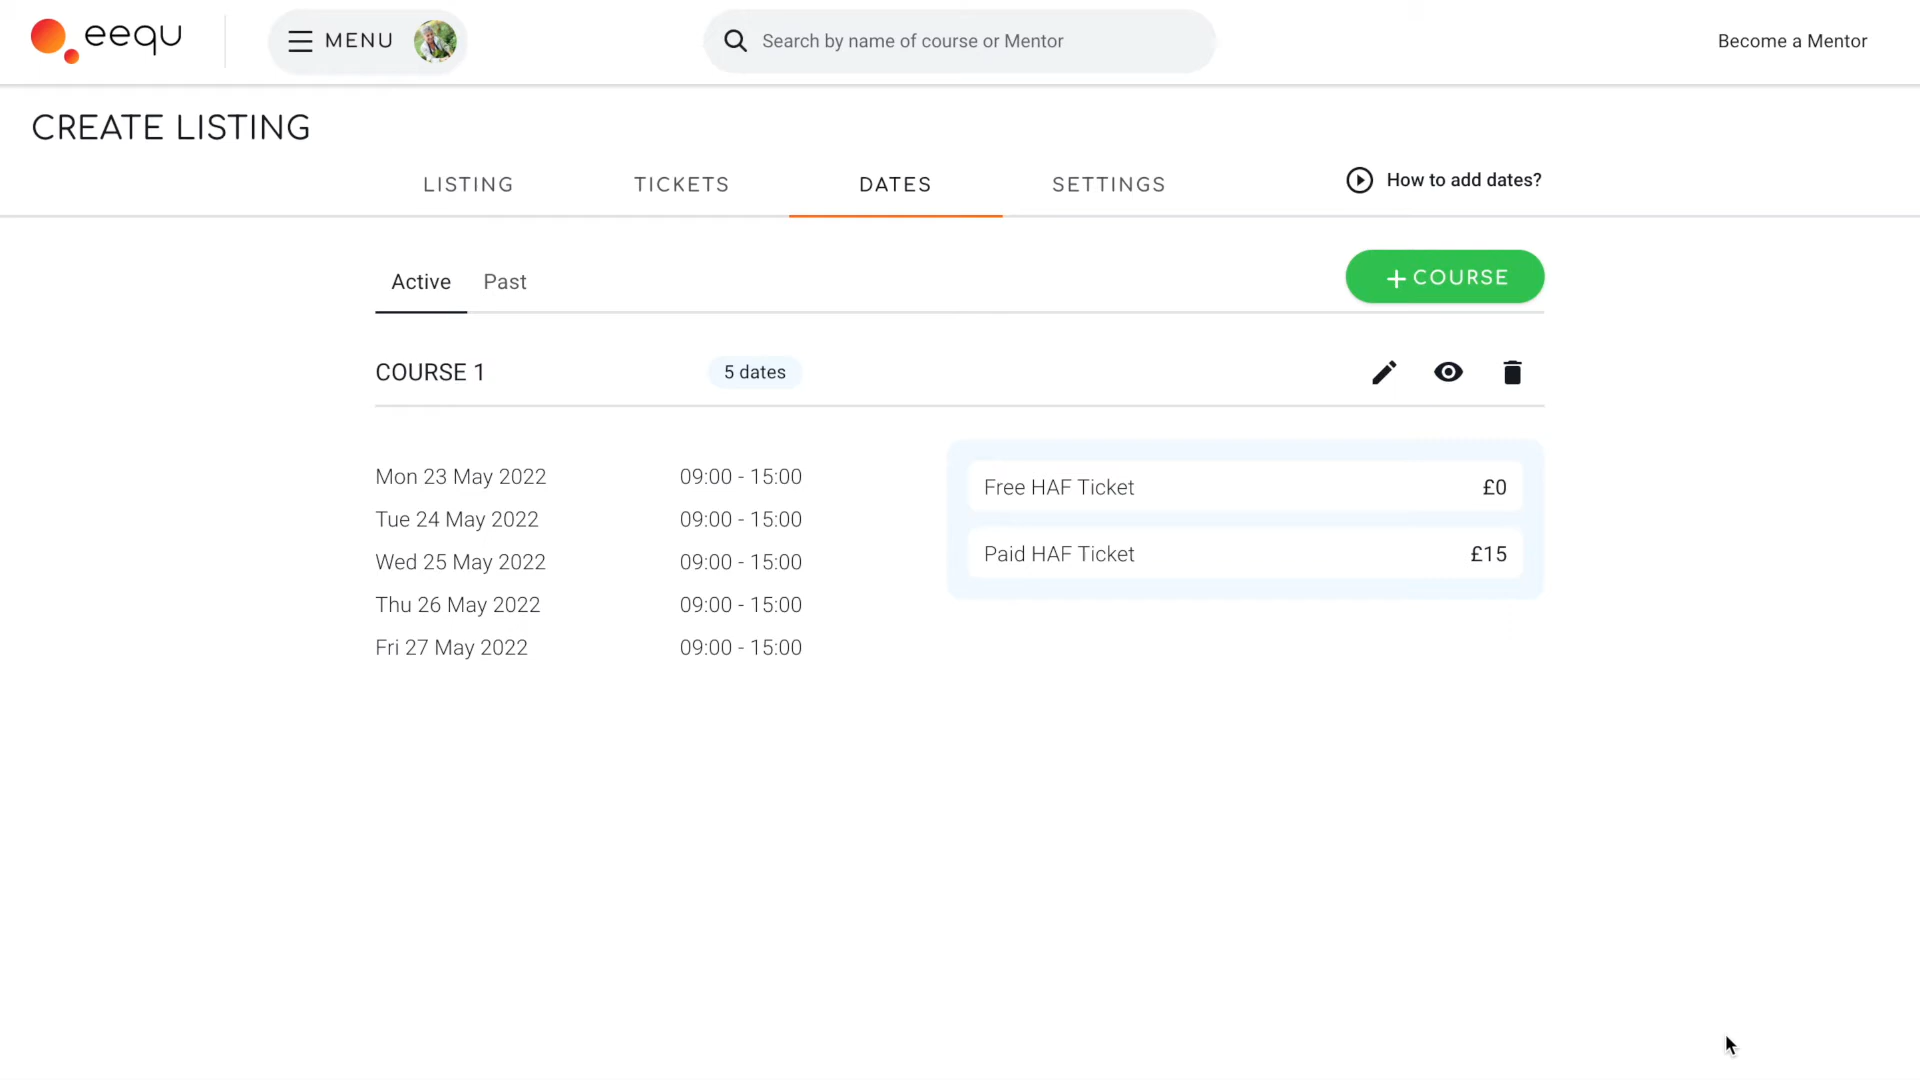 eequ
MENU
Search by name of course or Mentor
Become a Mentor
CREATE LISTING
LISTING
TICKETS
DATES
SETTINGS
How to add dates?
Active
Past
+ COURSE
COURSE 1
5 dates
Mon 23 May 2022 09:00 - 15:00
Tue 24 May 2022 09:00 - 15:00
Wed 25 May 2022 09:00 - 15:00
Thu 26 May 2022 09:00 - 15:00
Fri 27 May 2022 09:00 - 15:00
Free HAF Ticket £0
Paid HAF Ticket £15